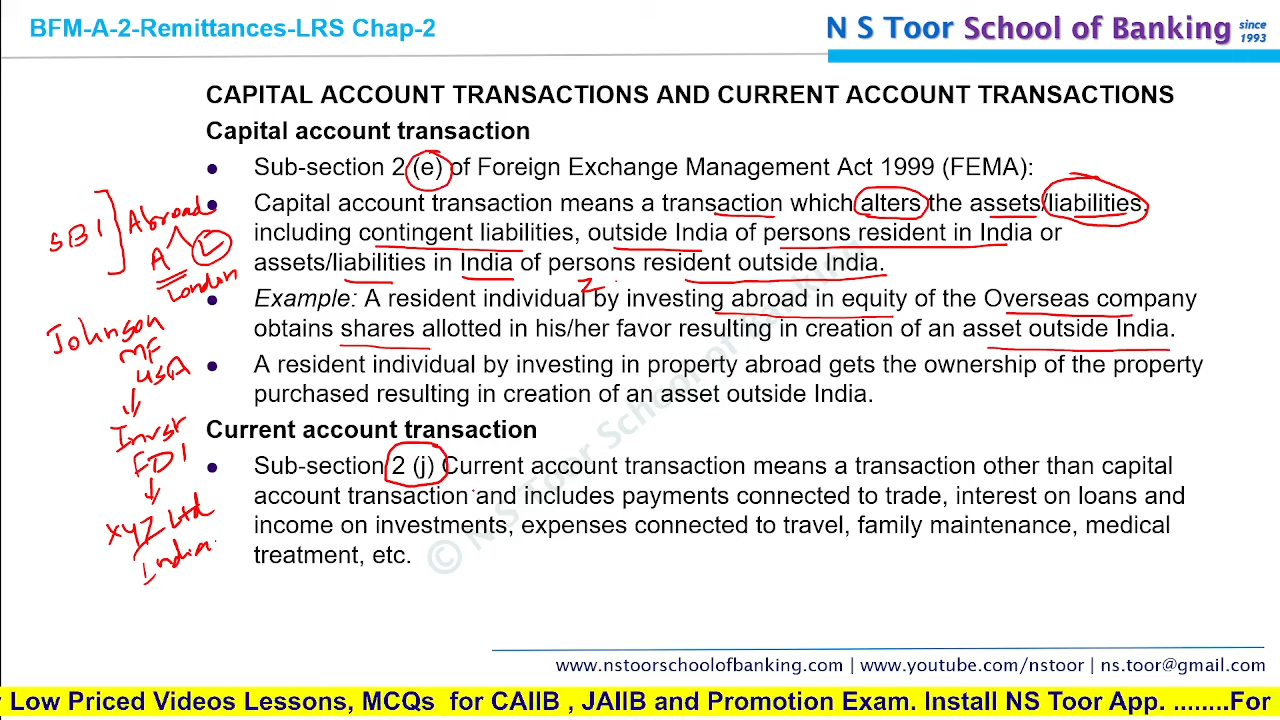 BFM-A-2-Remittances-LRS Chap-2
N S Toor School of Banking since 1993
CAPITAL ACCOUNT TRANSACTIONS AND CURRENT ACCOUNT TRANSACTIONS
Capital account transaction
Sub-section 2 (e) of Foreign Exchange Management Act 1999 (FEMA):
Capital account transaction means a transaction which alters the assets/liabilities,
including contingent liabilities, outside India of persons resident in India or
assets/liabilities in India of persons resident outside India.
Example: A resident individual by investing abroad in equity of the Overseas company
obtains shares allotted in his/her favor resulting in creation of an asset outside India.
A resident individual by investing in property abroad gets the ownership of the property
purchased resulting in creation of an asset outside India.
Current account transaction
Sub-section 2 (j) Current account transaction means a transaction other than capital
account transaction and includes payments connected to trade, interest on loans and
income on investments, expenses connected to travel, family maintenance, medical
treatment, etc.
SBI
Abroad
A L
London
2
Johnson
MF
USA
Invst
FDI
XYZ Ltd
India
© N S Toor School of Banking
www.nstoorschoolofbanking.com | www.youtube.com/nstoor | ns.toor@gmail.com
Low Priced Videos Lessons, MCQs for CAIIB , JAIIB and Promotion Exam. Install NS Toor App. ........For